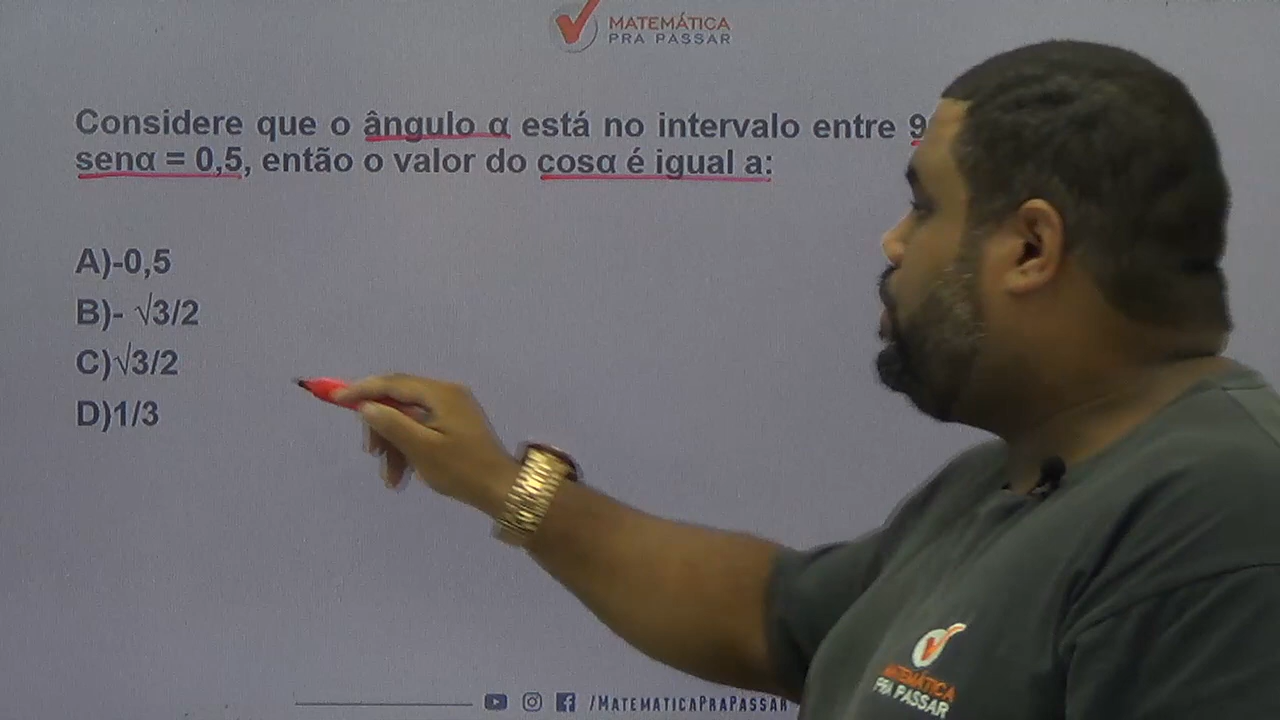 MATEMÁTICA
PRA PASSAR
Considere que o ângulo α está no intervalo entre 9
senα = 0,5, então o valor do cosα é igual a:
A)-0,5
B)- √3/2
C)√3/2
D)1/3
MATEMÁTICA
PRA PASSAR
/MATEMATICAPRAPASSAR